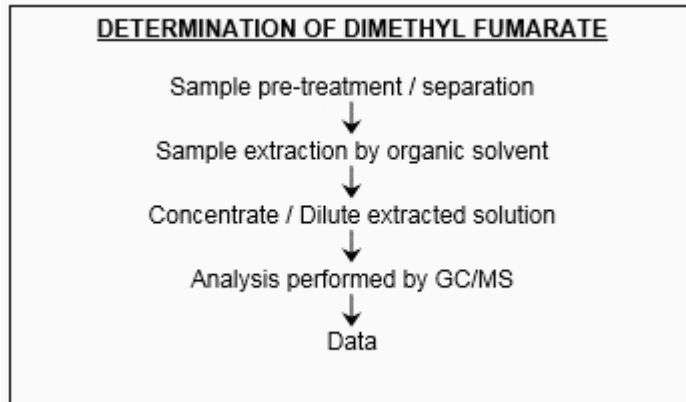 DETERMINATION OF DIMETHYL FUMARATE
Sample pre-treatment / separation
Sample extraction by organic solvent
Concentrate / Dilute extracted solution
Analysis performed by GC/MS
Data